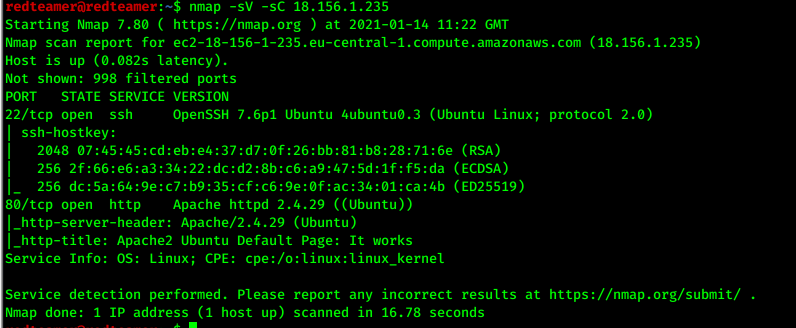 redteamer@redteamer:~$ nmap -sV -sC 18.156.1.235
Starting Nmap 7.80 ( https://nmap.org ) at 2021-01-14 11:22 GMT
Nmap scan report for ec2-18-156-1-235.eu-central-1.compute.amazonaws.com (18.156.1.235)
Host is up (0.082s latency).
Not shown: 998 filtered ports
PORT   STATE SERVICE VERSION
22/tcp open  ssh     OpenSSH 7.6p1 Ubuntu 4ubuntu0.3 (Ubuntu Linux; protocol 2.0)
| ssh-hostkey:
|   2048 07:45:45:cd:eb:e4:37:d7:0f:26:bb:81:b8:28:71:6e (RSA)
|   256 2f:66:e6:a3:34:22:dc:d2:8b:c6:a9:47:5d:1f:f5:da (ECDSA)
|_  256 dc:5a:64:9e:c7:b9:35:cf:c6:9e:0f:ac:34:01:ca:4b (ED25519)
80/tcp open  http    Apache httpd 2.4.29 ((Ubuntu))
|_http-server-header: Apache/2.4.29 (Ubuntu)
|_http-title: Apache2 Ubuntu Default Page: It works
Service Info: OS: Linux; CPE: cpe:/o:linux:linux_kernel
Service detection performed. Please report any incorrect results at https://nmap.org/submit/ .
Nmap done: 1 IP address (1 host up) scanned in 16.78 seconds
redteamer@redteamer:~$